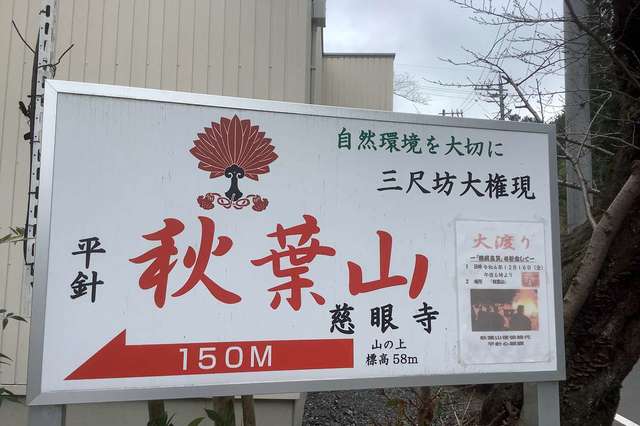 自然環境を大切に
三尺坊大権現
平針
秋葉山
慈眼寺
山の上
標高58m
150M
大渡り